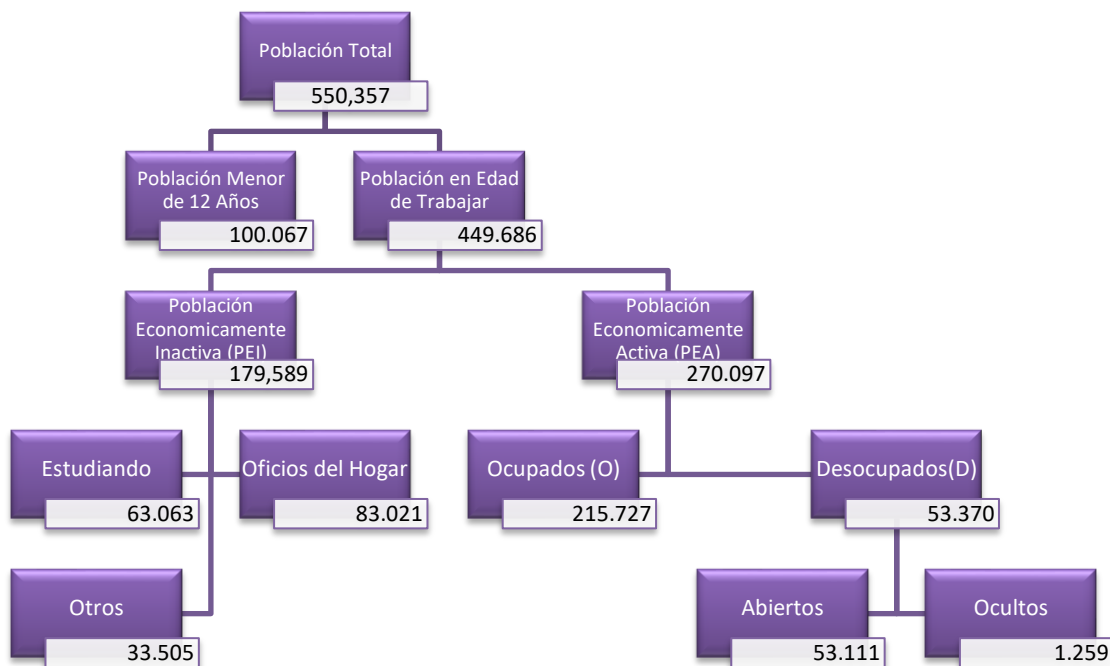 Población Total
550,357
Población Menor
de 12 Años
100.067
Población en Edad
de Trabajar
449.686
Población
Economicamente
Inactiva (PEI)
179,589
Población
Economicamente
Activa (PEA)
270.097
Estudiando
63.063
Oficios del Hogar
83.021
Ocupados (O)
215.727
Desocupados(D)
53.370
Otros
33.505
Abiertos
53.111
Ocultos
1.259